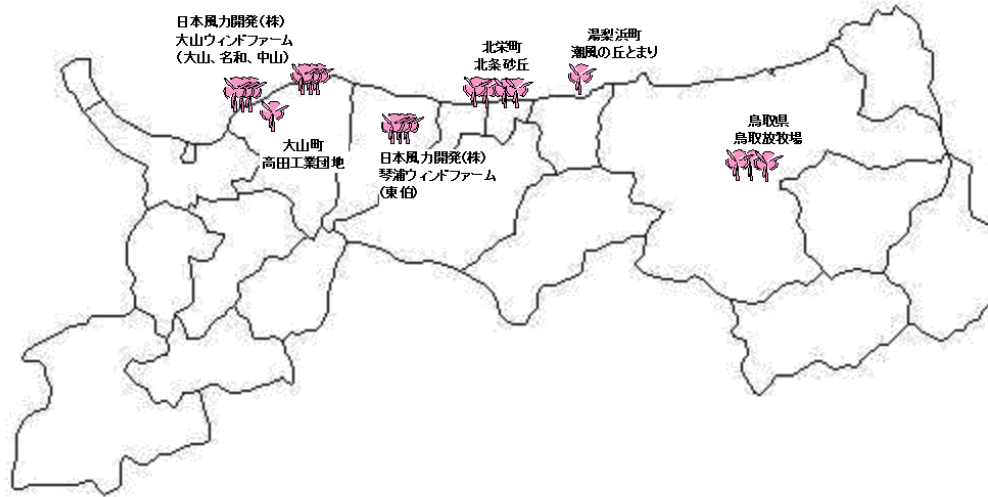 日本風力開発(株)
大山ウィンドファーム
(大山、名和、中山)
大山町
高田工業団地
日本風力開発(株)
琴浦ウィンドファーム
(東伯)
北栄町
北条砂丘
湯梨浜町
潮風の丘とまり
鳥取県
鳥取放牧場